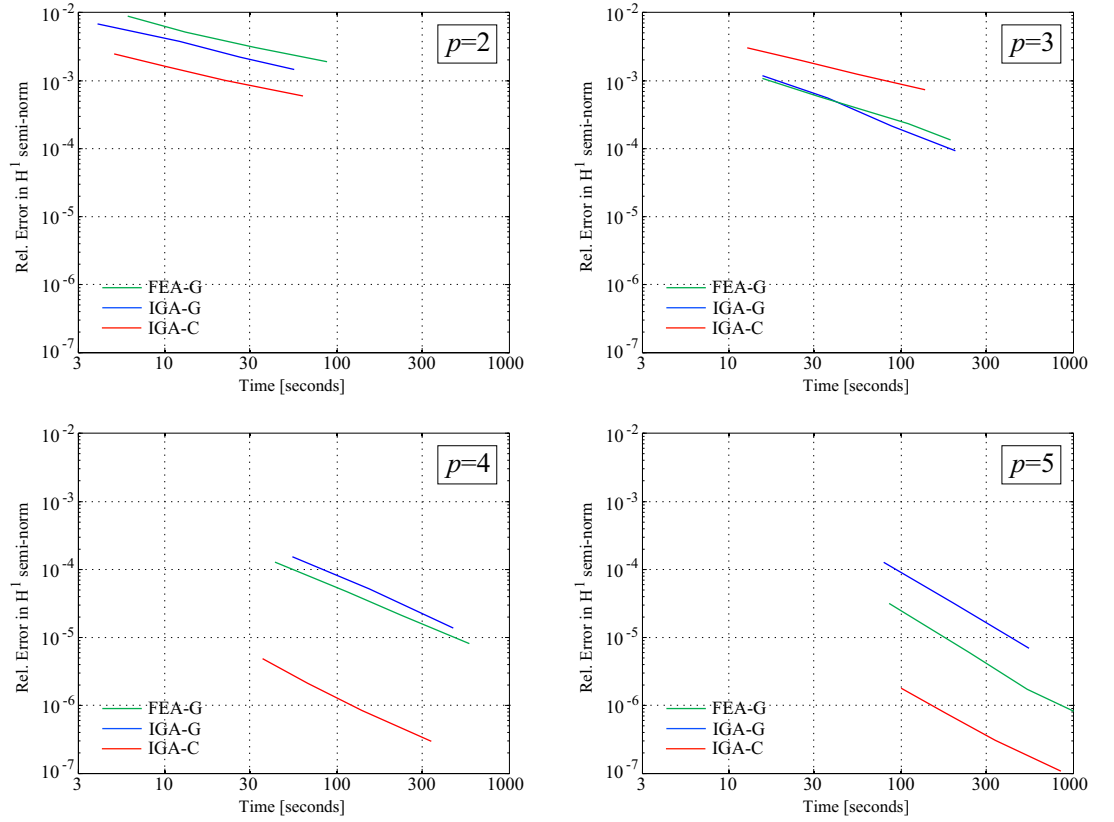 p=2
Rel. Error in H¹ semi-norm
10⁻²
10⁻³
10⁻⁴
10⁻⁵
10⁻⁶
10⁻⁷
FEA-G
IGA-G
IGA-C
3 10 30 100 300 1000
Time [seconds]
p=3
Rel. Error in H¹ semi-norm
10⁻²
10⁻³
10⁻⁴
10⁻⁵
10⁻⁶
10⁻⁷
FEA-G
IGA-G
IGA-C
3 10 30 100 300 1000
Time [seconds]
p=4
Rel. Error in H¹ semi-norm
10⁻²
10⁻³
10⁻⁴
10⁻⁵
10⁻⁶
10⁻⁷
FEA-G
IGA-G
IGA-C
3 10 30 100 300 1000
Time [seconds]
p=5
Rel. Error in H¹ semi-norm
10⁻²
10⁻³
10⁻⁴
10⁻⁵
10⁻⁶
10⁻⁷
FEA-G
IGA-G
IGA-C
3 10 30 100 300 1000
Time [seconds]